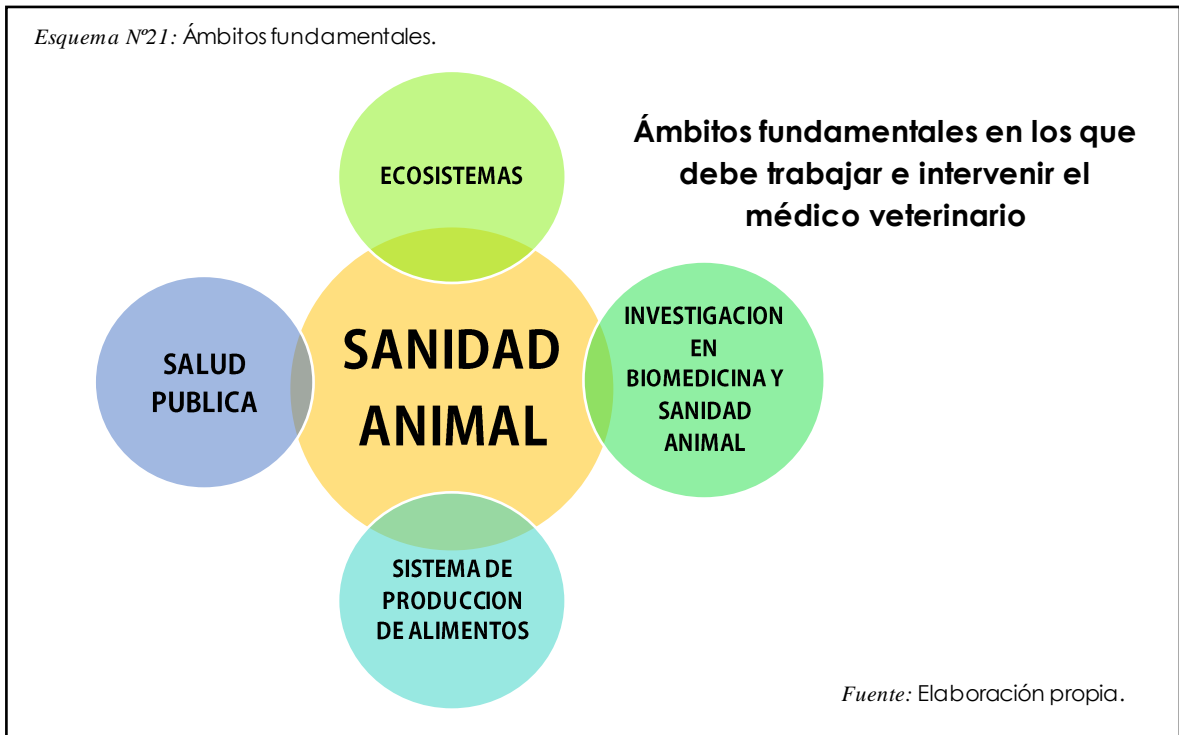 Esquema Nº21: Ámbitos fundamentales.
Ámbitos fundamentales en los que
debe trabajar e intervenir el
médico veterinario
ECOSISTEMAS
SALUD
PUBLICA
SANIDAD
ANIMAL
INVESTIGACION
EN
BIOMEDICINA Y
SANIDAD
ANIMAL
SISTEMA DE
PRODUCCION
DE ALIMENTOS
Fuente: Elaboración propia.